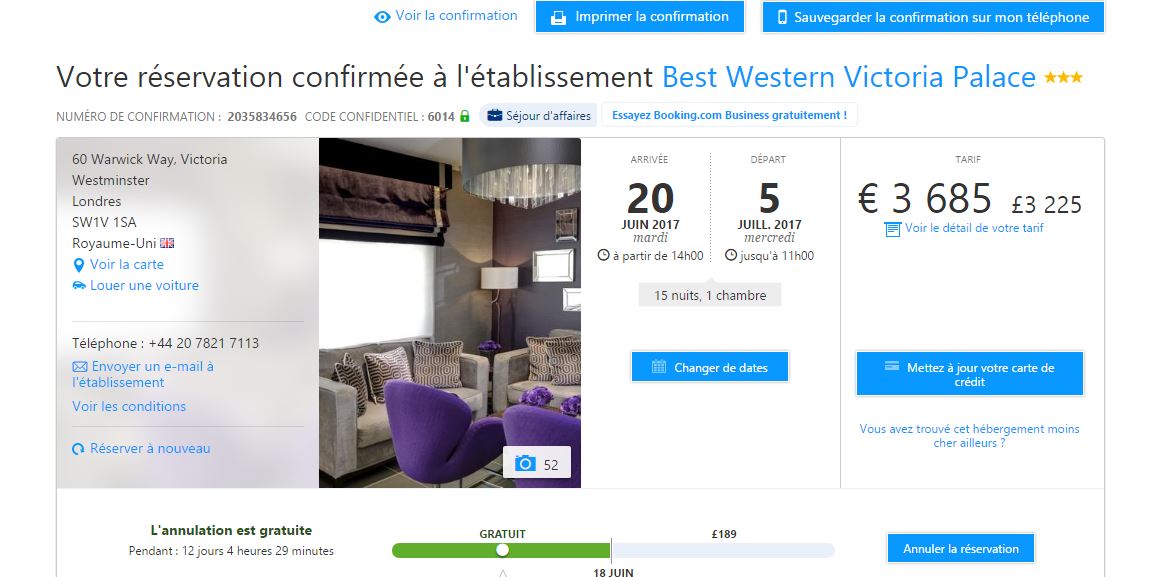 Voir la confirmation
Imprimer la confirmation
Sauvegarder la confirmation sur mon téléphone
Votre réservation confirmée à l'établissement Best Western Victoria Palace
NUMÉRO DE CONFIRMATION : 2035834656 CODE CONFIDENTIEL : 6014
Séjour d'affaires
Essayez Booking.com Business gratuitement !
60 Warwick Way, Victoria
Westminster
Londres
SW1V 1SA
Royaume-Uni
Voir la carte
Louer une voiture
Téléphone : +44 20 7821 7113
Envoyer un e-mail à
l'établissement
Voir les conditions
Réserver à nouveau
52
ARRIVÉE
20
JUIN 2017
mardi
à partir de 14h00
DÉPART
5
JUILL. 2017
mercredi
jusqu'à 11h00
15 nuits, 1 chambre
Changer de dates
TARIF
€ 3 685 £3 225
Voir le détail de votre tarif
Mettez à jour votre carte de
crédit
Vous avez trouvé cet hébergement moins
cher ailleurs ?
L'annulation est gratuite
Pendant : 12 jours 4 heures 29 minutes
GRATUIT
£189
18 JUIN
Annuler la réservation